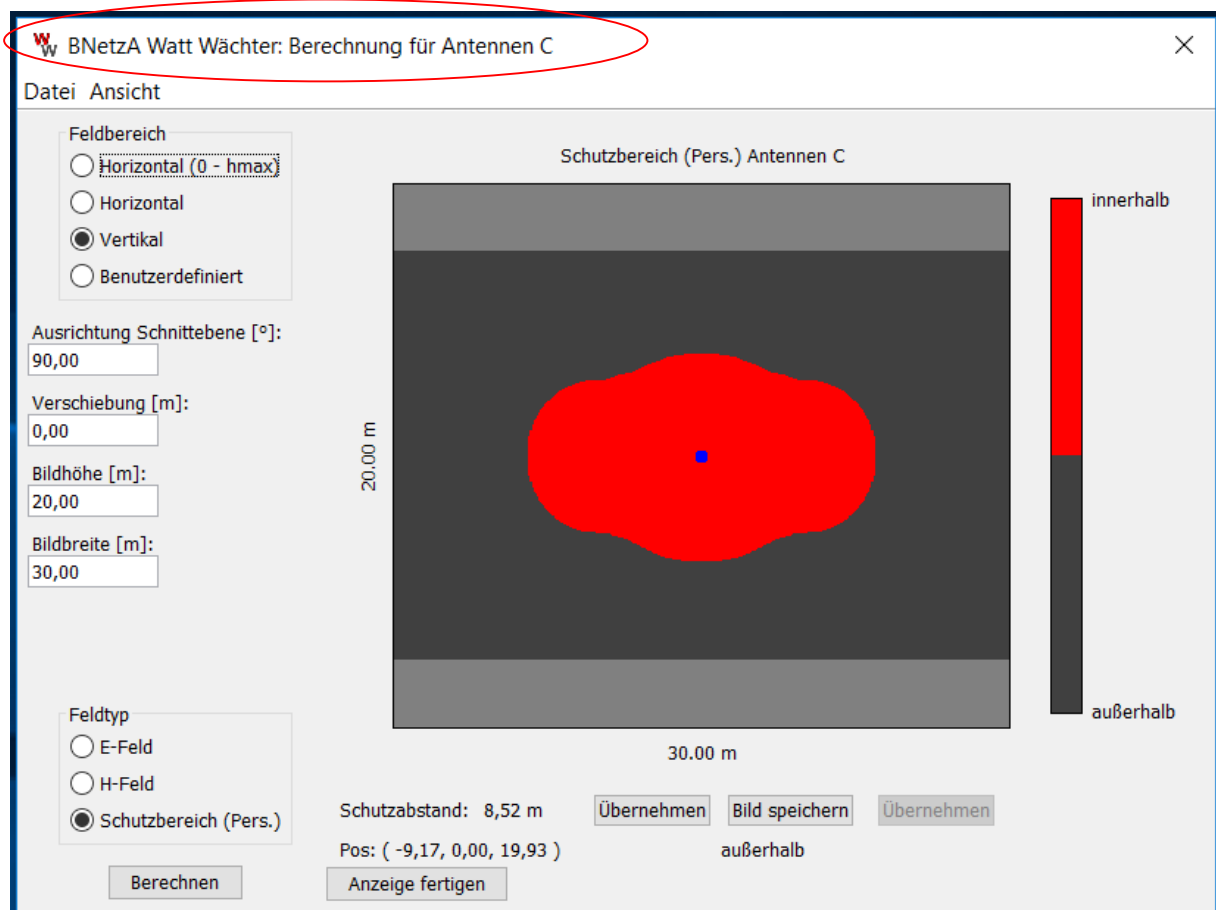 BNetzA Watt Wächter: Berechnung für Antennen C
Datei Ansicht
Feldbereich
Horizontal (0 - hmax)
Horizontal
Vertikal
Benutzerdefiniert
Ausrichtung Schnittebene [°]:
90,00
Verschiebung [m]:
0,00
Bildhöhe [m]:
20,00
Bildbreite [m]:
30,00
Feldtyp
E-Feld
H-Feld
Schutzbereich (Pers.)
Berechnen
Schutzbereich (Pers.) Antennen C
20.00 m
30.00 m
innerhalb
außerhalb
Schutzabstand: 8,52 m Übernehmen Bild speichern Übernehmen
Pos: ( -9,17, 0,00, 19,93 ) außerhalb
Anzeige fertigen